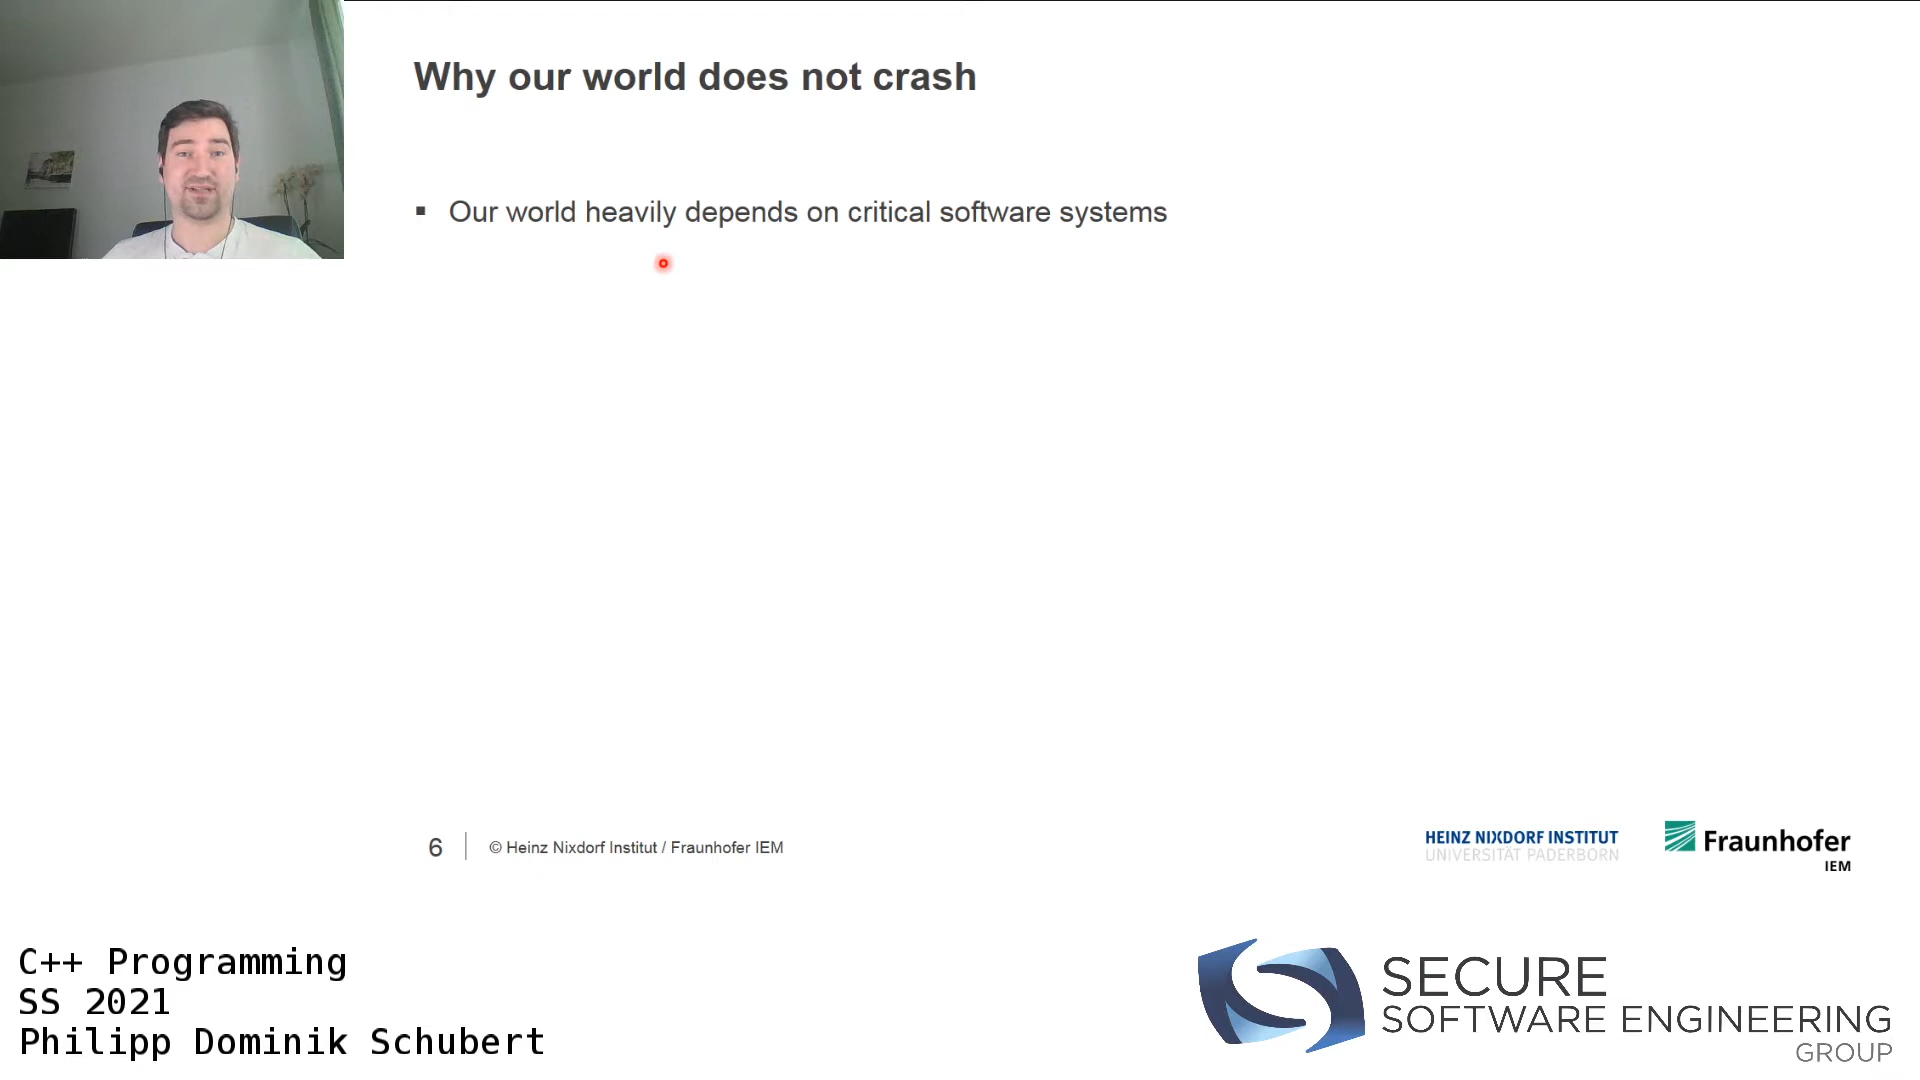 Why our world does not crash
▪ Our world heavily depends on critical software systems
6 | © Heinz Nixdorf Institut / Fraunhofer IEM
HEINZ NIXDORF INSTITUT
UNIVERSITÄT PADERBORN
Fraunhofer
IEM
C++ Programming
SS 2021
Philipp Dominik Schubert
SECURE
SOFTWARE ENGINEERING
GROUP